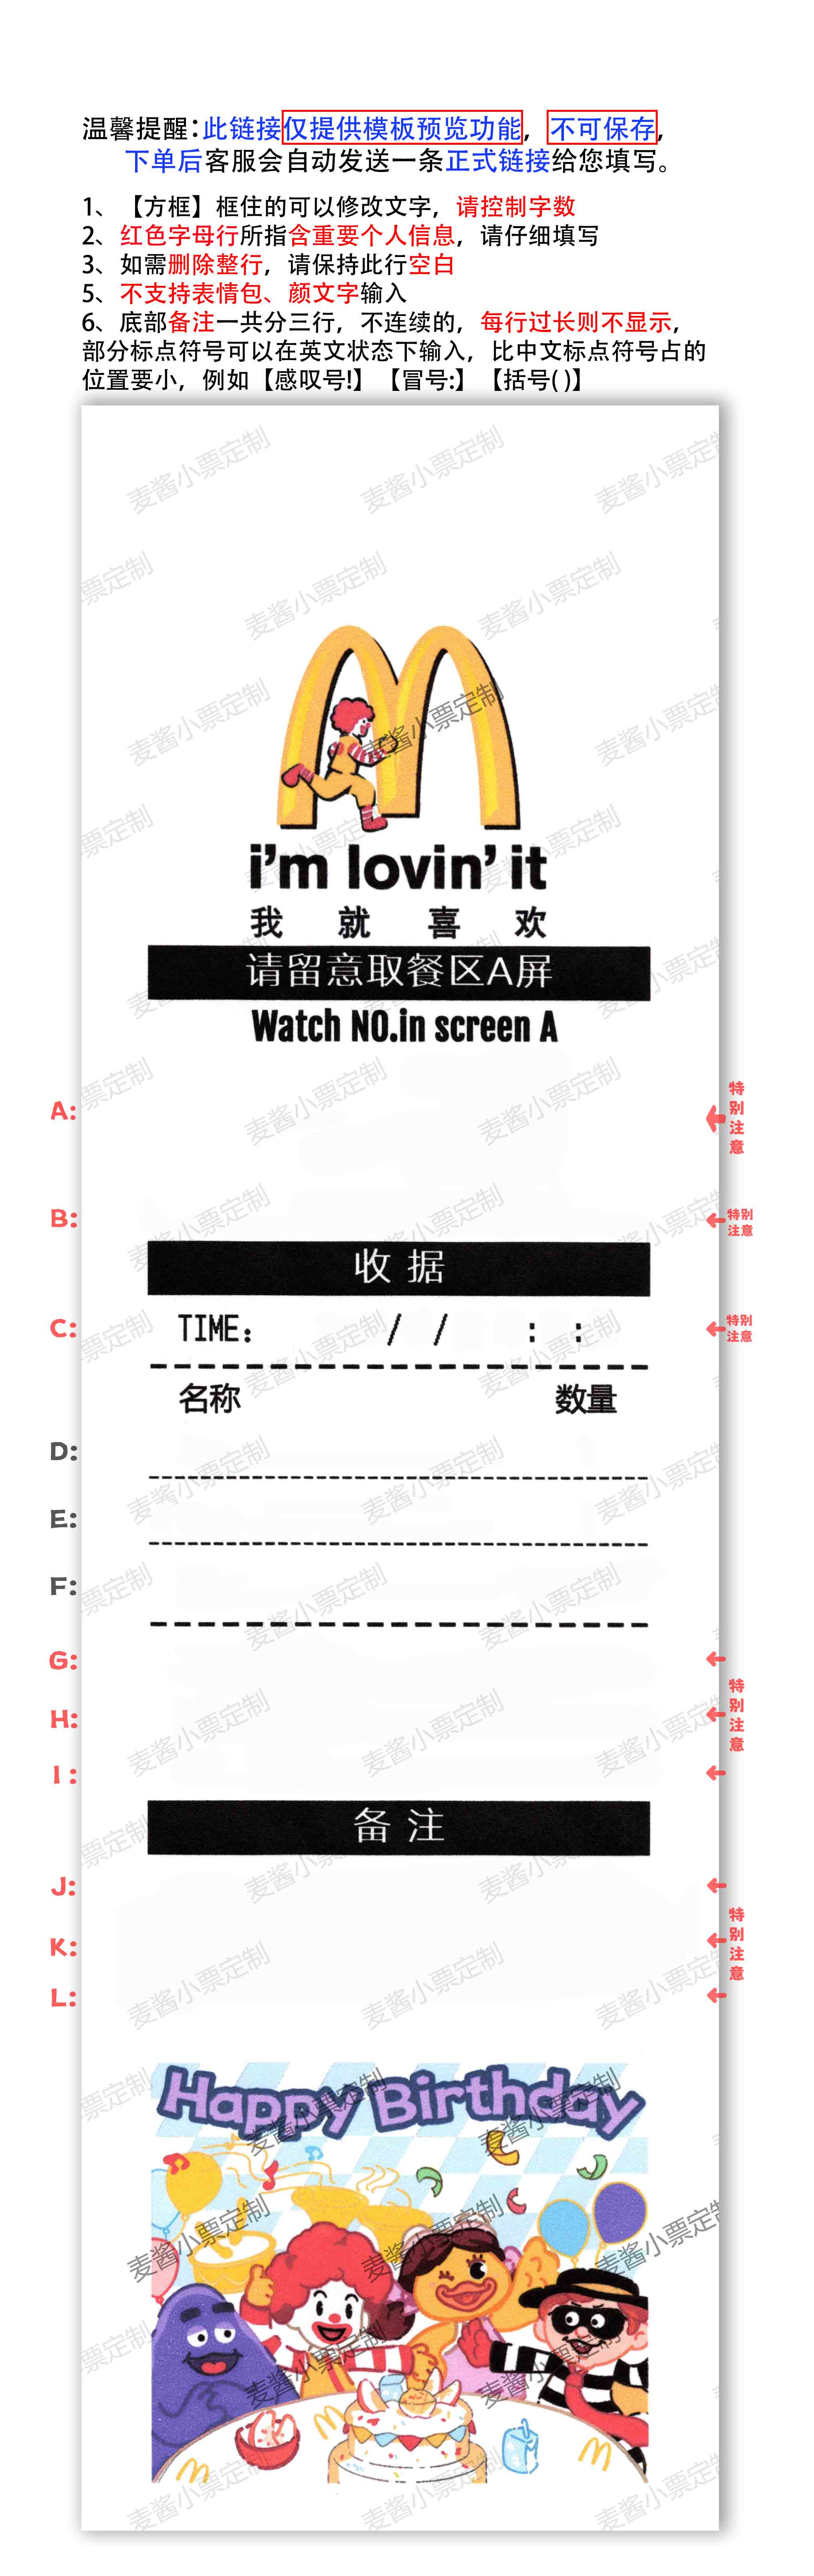 温馨提醒:此链接仅提供模板预览功能，不可保存，
下单后客服会自动发送一条正式链接给您填写。
1、【方框】框住的可以修改文字，请控制字数
2、红色字母行所指含重要个人信息，请仔细填写
3、如需删除整行，请保持此行空白
5、不支持表情包、颜文字输入
6、底部备注一共分三行，不连续的，每行过长则不显示，
部分标点符号可以在英文状态下输入，比中文标点符号占的
位置要小，例如【感叹号!】【冒号:】【括号( )】
麦酱小票定制
i'm lovin' it
我就喜欢
请留意取餐区A屏
Watch NO.in screen A
A:
特别注意
B:
特别注意
收据
C:
TIME: / / : :
特别注意
名称 数量
D:
E:
F:
G:
H:
特别注意
I:
备注
J:
K:
特别注意
L:
Happy Birthday